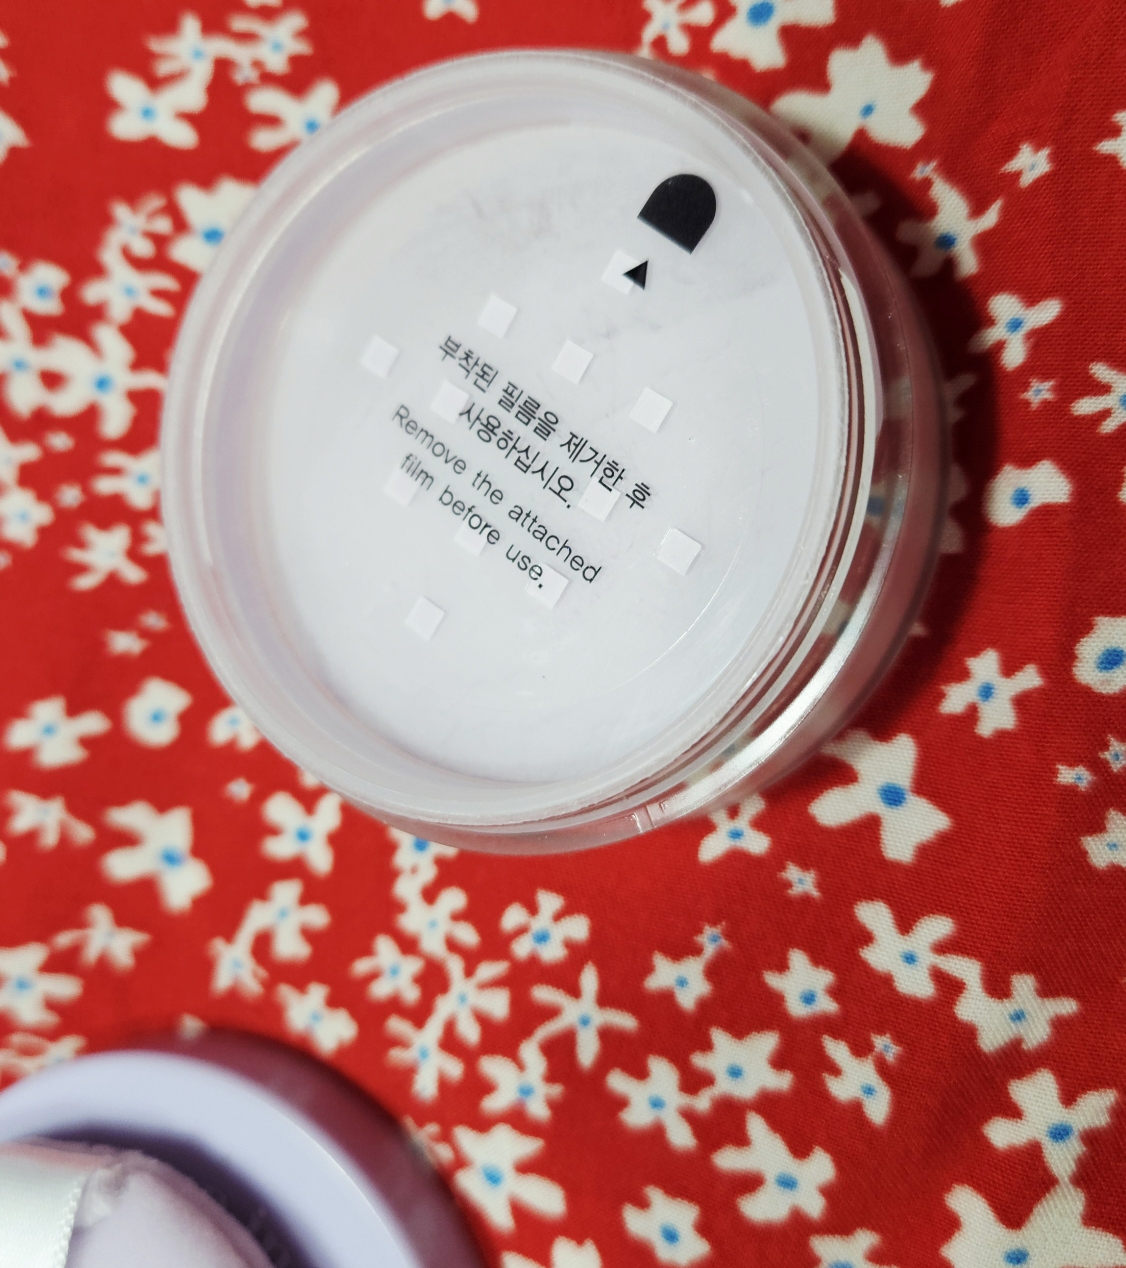 부착된 필름을 제거한 후
사용하십시오.
Remove the attached
film before use.